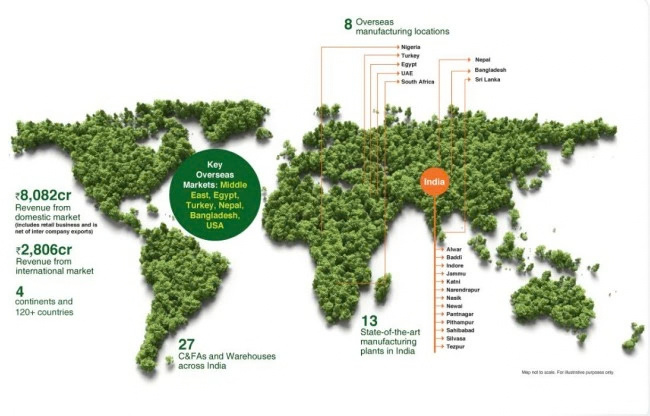 8 Overseas
manufacturing locations
Nigeria
Turkey
Egypt
UAE
South Africa
Nepal
Bangladesh
Sri Lanka
Key
Overseas
Markets: Middle
East, Egypt,
Turkey, Nepal,
Bangladesh,
USA
India
₹8,082cr
Revenue from
domestic market
(includes retail business and is
net of inter company exports)
₹2,806cr
Revenue from
international market
4
continents and
120+ countries
27
C&FAs and Warehouses
across India
13
State-of-the-art
manufacturing
plants in India
Alwar
Baddi
Indore
Jammu
Katni
Narendrapur
Nasik
Newai
Pantnagar
Pithampur
Sahibabad
Silvasa
Tezpur
Map not to scale. For illustrative purposes only.